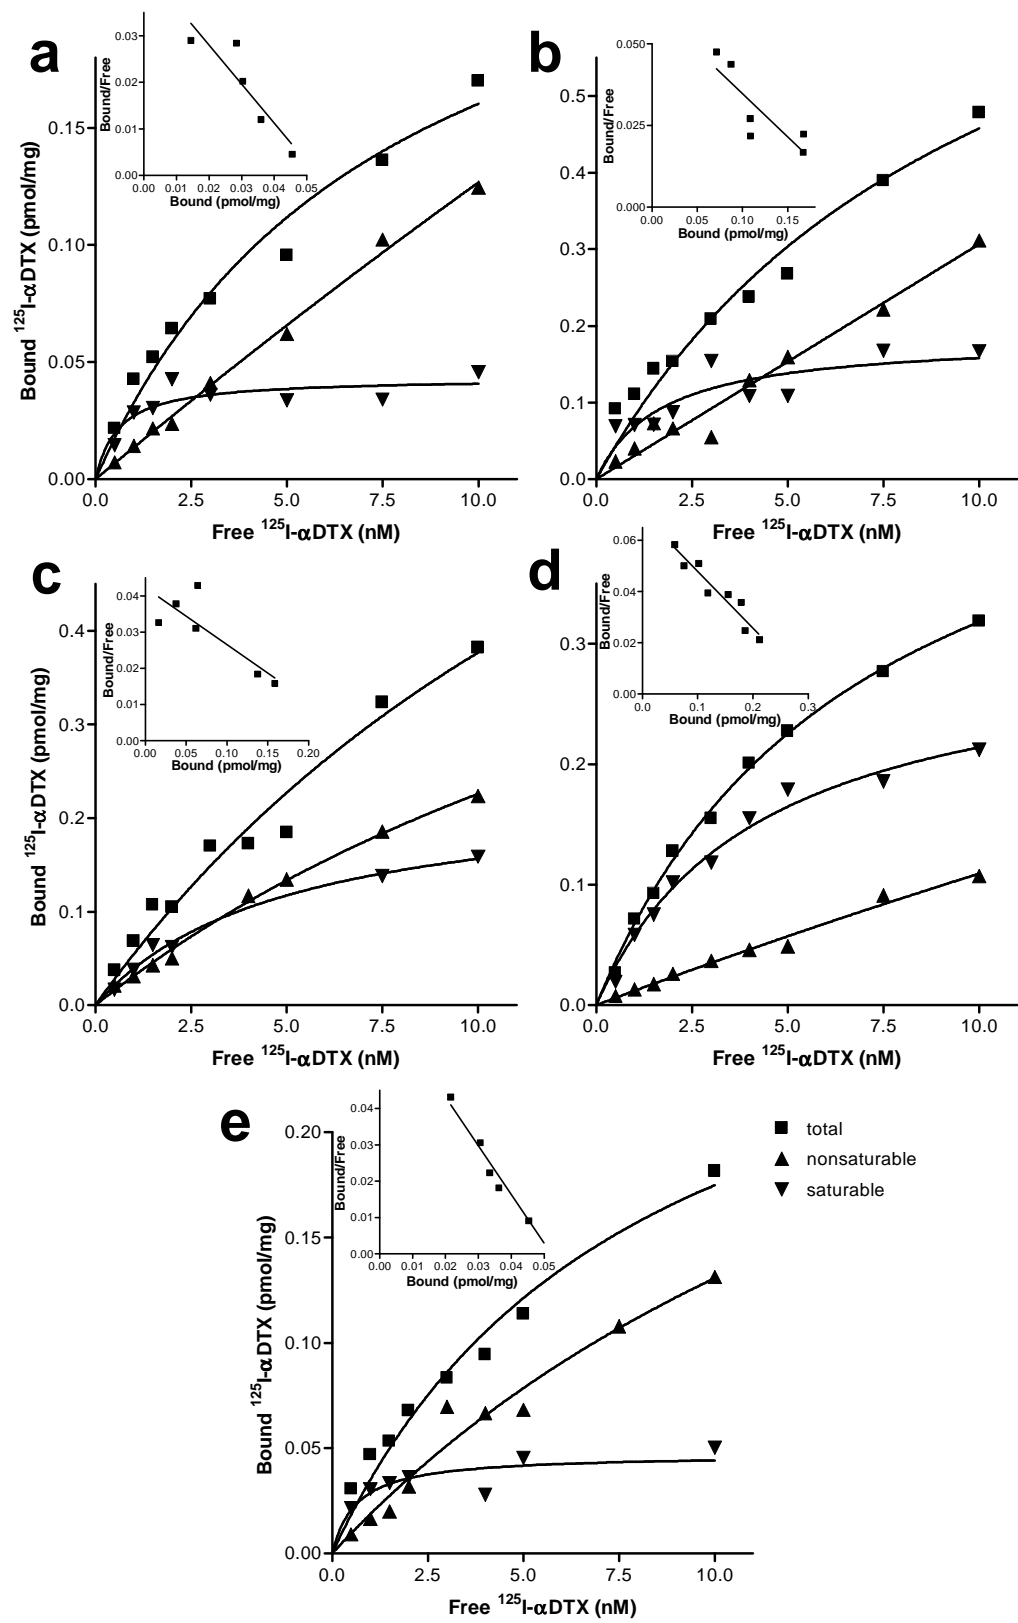 a
Bound/Free
0.03
0.02
0.01
0.00
0.00 0.01 0.02 0.03 0.04 0.05
Bound (pmol/mg)
Bound ¹²⁵I-αDTX (pmol/mg)
0.15
0.10
0.05
0.00
0.0 2.5 5.0 7.5 10.0
Free ¹²⁵I-αDTX (nM)
b
Bound/Free
0.050
0.025
0.000
0.00 0.05 0.10 0.15
Bound (pmol/mg)
0.5
0.4
0.3
0.2
0.1
0.0
0.0 2.5 5.0 7.5 10.0
Free ¹²⁵I-αDTX (nM)
c
Bound/Free
0.04
0.03
0.02
0.01
0.00
0.00 0.05 0.10 0.15 0.20
Bound (pmol/mg)
Bound ¹²⁵I-αDTX (pmol/mg)
0.4
0.3
0.2
0.1
0.0
0.0 2.5 5.0 7.5 10.0
Free ¹²⁵I-αDTX (nM)
d
Bound/Free
0.06
0.04
0.02
0.00
0.0 0.1 0.2 0.3
Bound (pmol/mg)
0.3
0.2
0.1
0.0
0.0 2.5 5.0 7.5 10.0
Free ¹²⁵I-αDTX (nM)
e
Bound/Free
0.04
0.03
0.02
0.01
0.00
0.00 0.01 0.02 0.03 0.04 0.05
Bound (pmol/mg)
Bound ¹²⁵I-αDTX (pmol/mg)
0.20
0.15
0.10
0.05
0.00
0.0 2.5 5.0 7.5 10.0
Free ¹²⁵I-αDTX (nM)
total
nonsaturable
saturable